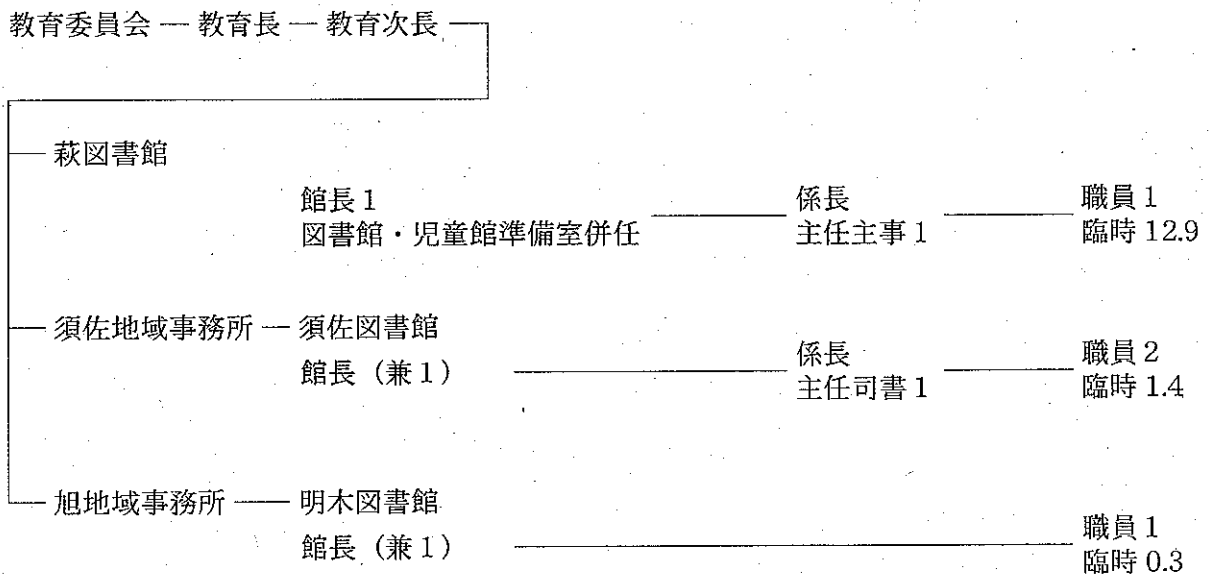 教育委員会 ― 教育長 ― 教育次長
萩図書館
館長 1
図書館・児童館準備室併任
係長
主任主事 1
職員 1
臨時 12.9
須佐地域事務所 ― 須佐図書館
館長（兼 1）
係長
主任司書 1
職員 2
臨時 1.4
旭地域事務所 ― 明木図書館
館長（兼 1）
職員 1
臨時 0.3